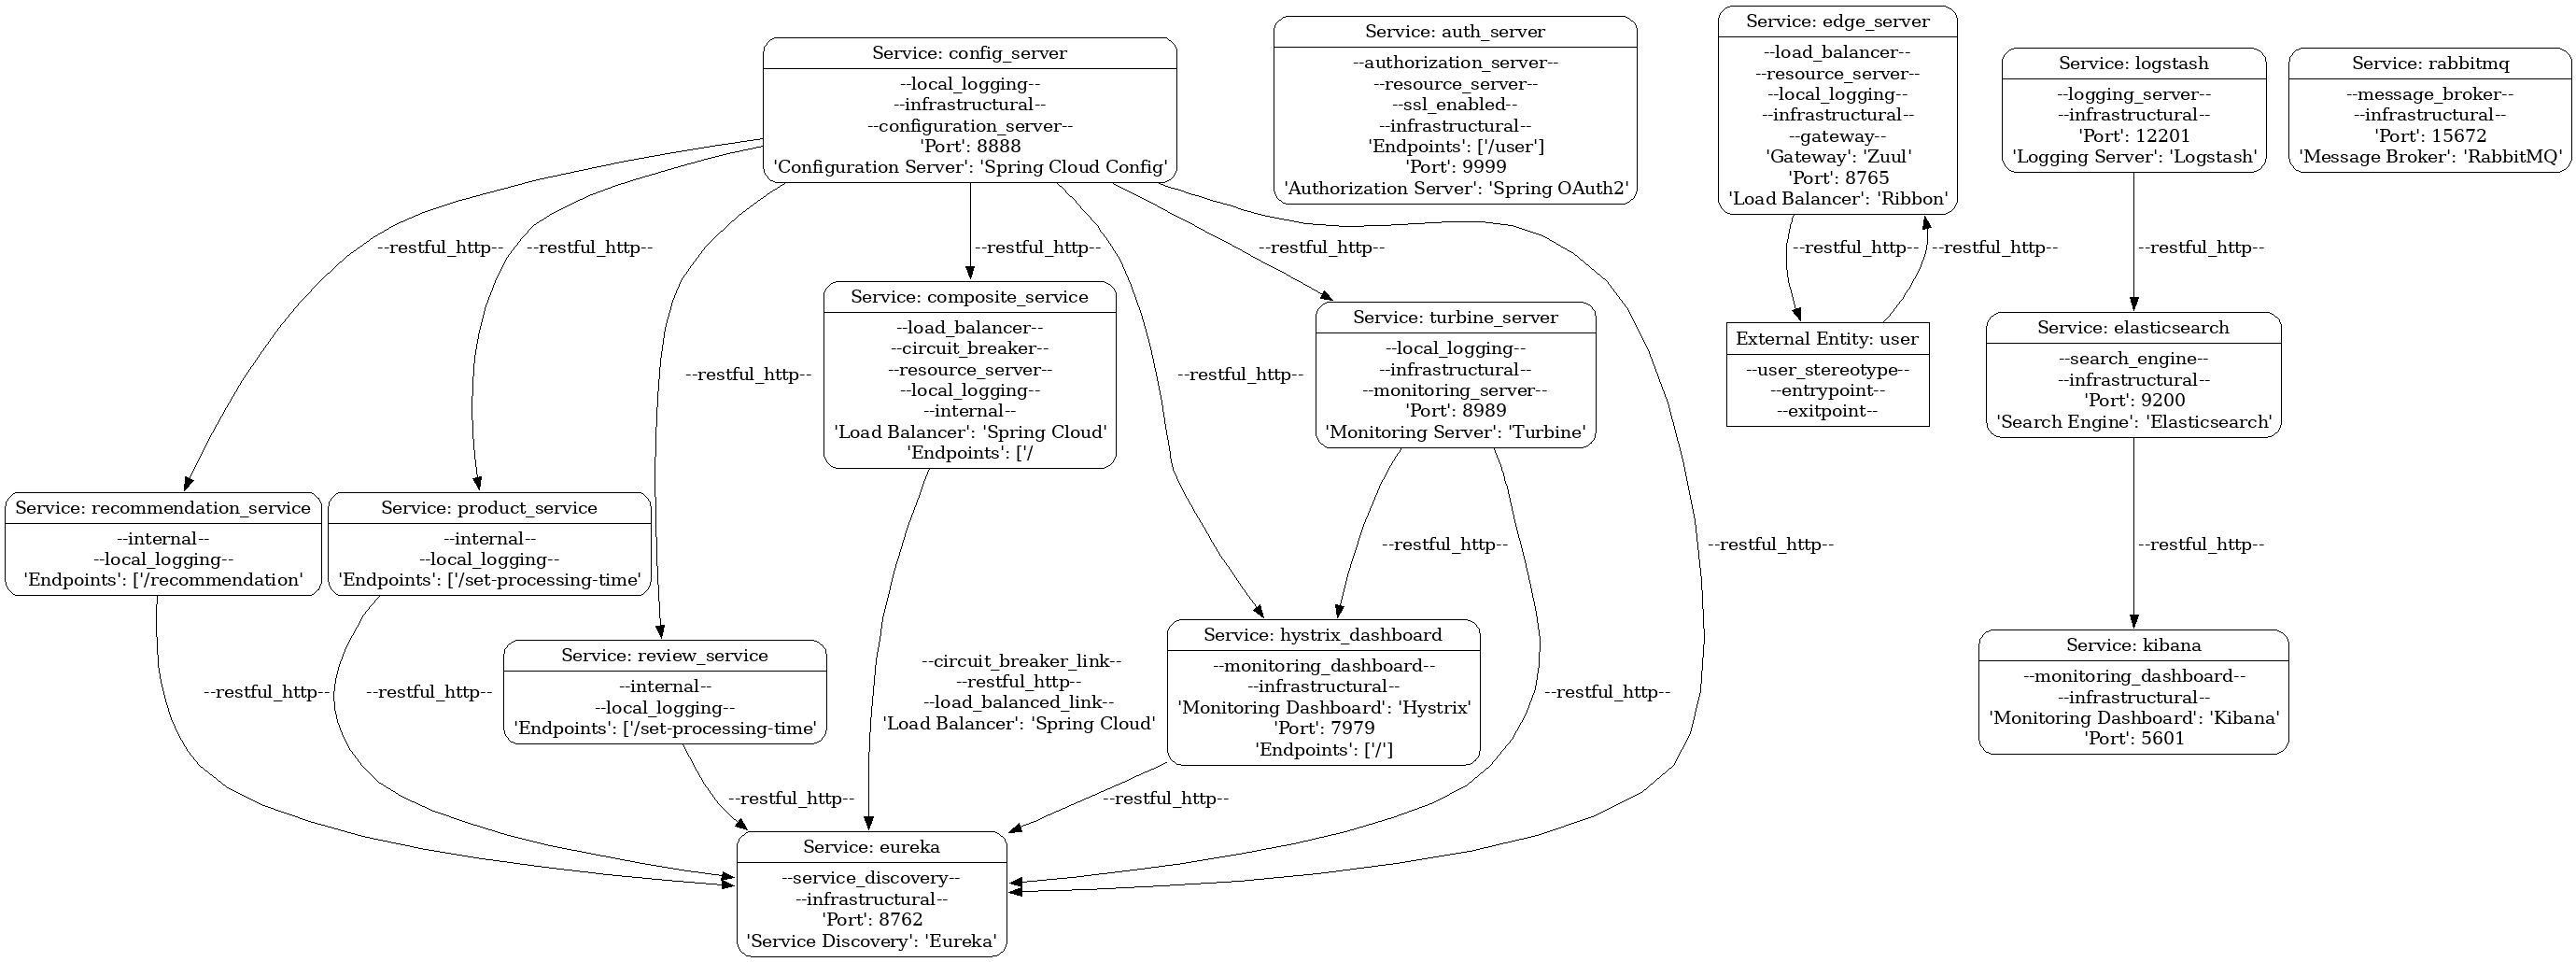 Service: config_server
--local_logging--
--infrastructural--
--configuration_server--
'Port': 8888
'Configuration Server': 'Spring Cloud Config'
Service: auth_server
--authorization_server--
--resource_server--
--ssl_enabled--
--infrastructural--
'Endpoints': ['/user']
'Port': 9999
'Authorization Server': 'Spring OAuth2'
Service: edge_server
--load_balancer--
--resource_server--
--local_logging--
--infrastructural--
--gateway--
'Gateway': 'Zuul'
'Port': 8765
'Load Balancer': 'Ribbon'
Service: logstash
--logging_server--
--infrastructural--
'Port': 12201
'Logging Server': 'Logstash'
Service: rabbitmq
--message_broker--
--infrastructural--
'Port': 15672
'Message Broker': 'RabbitMQ'
--restful_http--
--restful_http--
--restful_http--
--restful_http--
--restful_http--
--restful_http--
--restful_http--
--restful_http--
--restful_http--
Service: composite_service
--load_balancer--
--circuit_breaker--
--resource_server--
--local_logging--
--internal--
'Load Balancer': 'Spring Cloud'
'Endpoints': ['/
Service: turbine_server
--local_logging--
--infrastructural--
--monitoring_server--
'Port': 8989
'Monitoring Server': 'Turbine'
External Entity: user
--user_stereotype--
--entrypoint--
--exitpoint--
Service: elasticsearch
--search_engine--
--infrastructural--
'Port': 9200
'Search Engine': 'Elasticsearch'
Service: recommendation_service
--internal--
--local_logging--
'Endpoints': ['/recommendation'
Service: product_service
--internal--
--local_logging--
'Endpoints': ['/set-processing-time'
--restful_http--
--restful_http--
--restful_http--
Service: review_service
--internal--
--local_logging--
'Endpoints': ['/set-processing-time'
--restful_http--
--restful_http--
--circuit_breaker_link--
--restful_http--
--load_balanced_link--
'Load Balancer': 'Spring Cloud'
Service: hystrix_dashboard
--monitoring_dashboard--
--infrastructural--
'Monitoring Dashboard': 'Hystrix'
'Port': 7979
'Endpoints': ['/']
--restful_http--
Service: kibana
--monitoring_dashboard--
--infrastructural--
'Monitoring Dashboard': 'Kibana'
'Port': 5601
--restful_http--
--restful_http--
Service: eureka
--service_discovery--
--infrastructural--
'Port': 8762
'Service Discovery': 'Eureka'